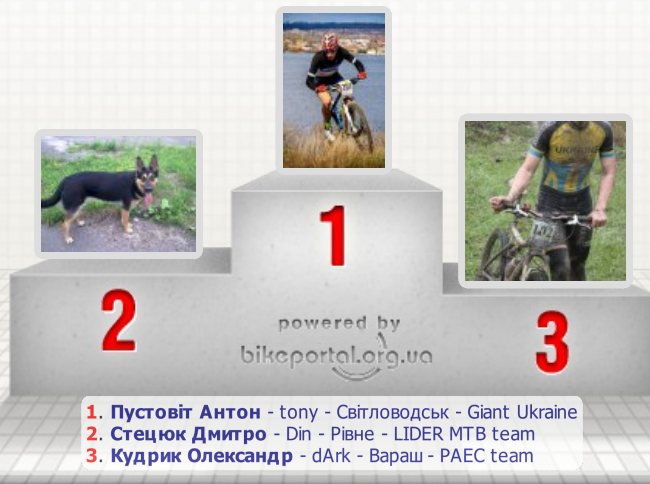 1
2
3
UKRAINE
powered by
bikeportal.org.ua
1. Пустовіт Антон - tony - Світловодськ - Giant Ukraine
2. Стецюк Дмитро - Din - Рівне - LIDER MTB team
3. Кудрик Олександр - dArk - Вараш - PAEC team